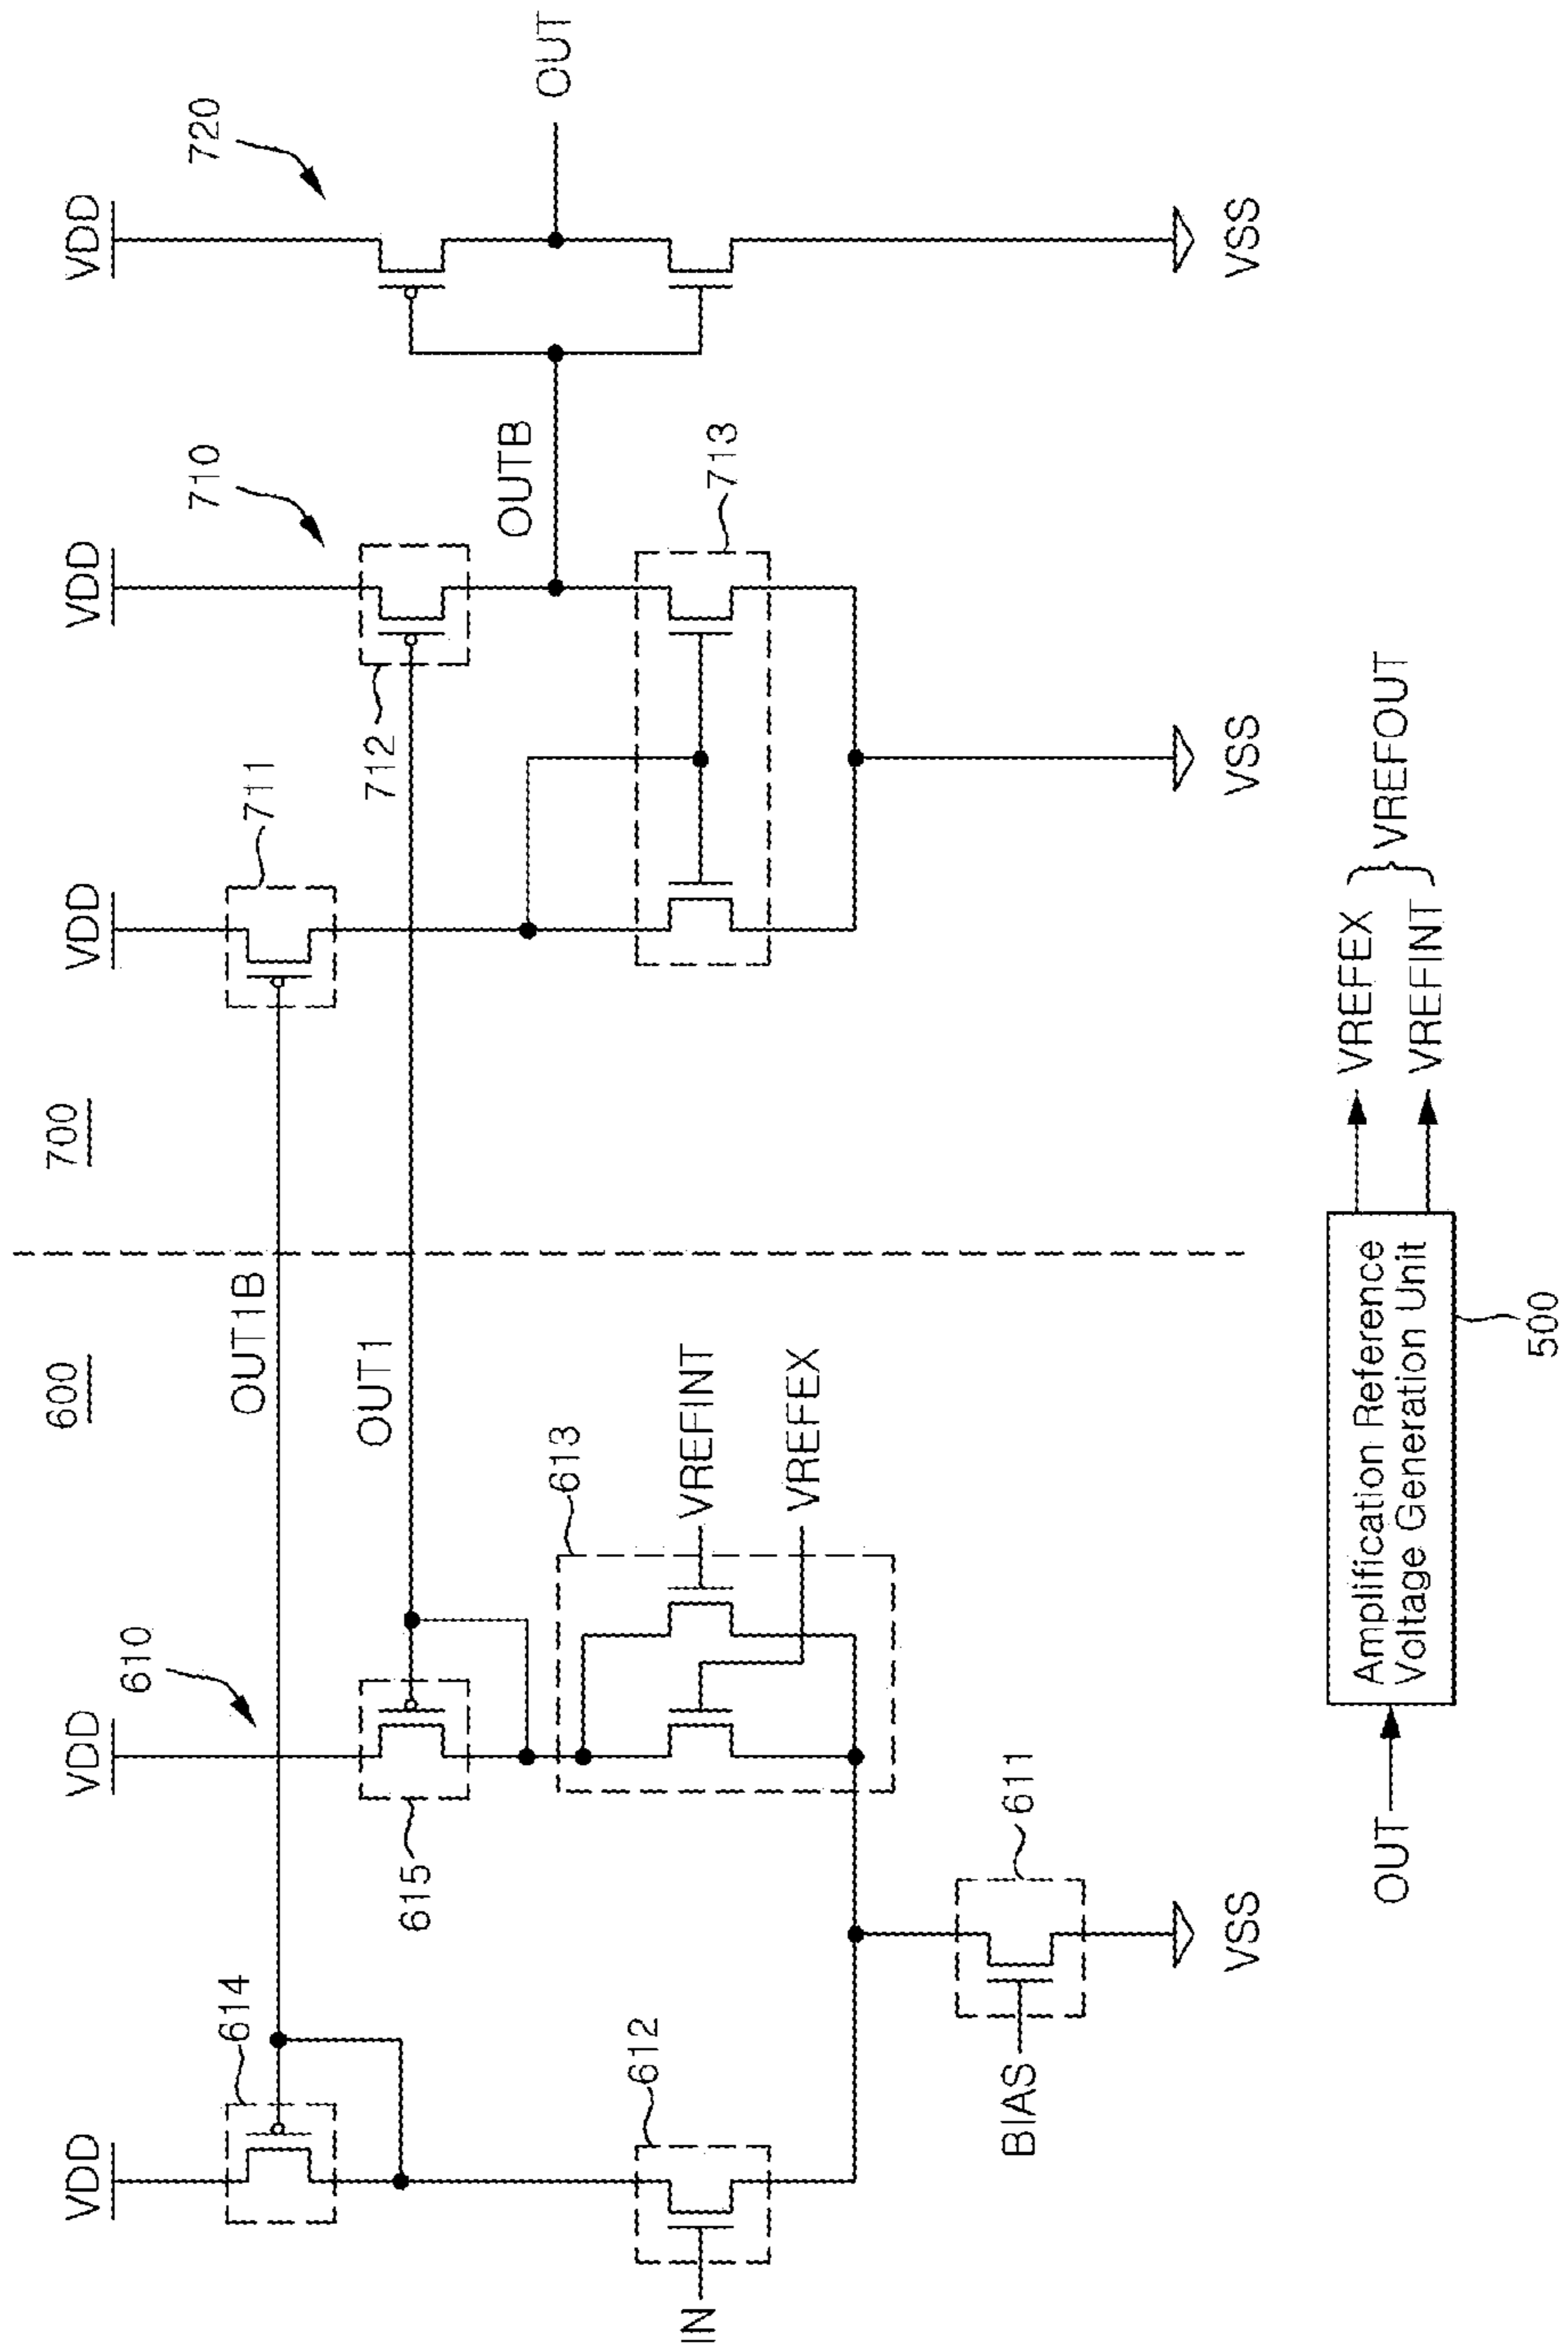 600
700
VDD
VDD
VDD
VDD
VDD
610
710
720
614
OUT1B
711
615
OUT1
712
OUTB
OUT
613
612
IN
VREFINT
VREFEX
713
BIAS
611
VSS
VSS
VSS
OUT
Amplification Reference
Voltage Generation Unit
500
VREFEX
VREFINT
VREFOUT